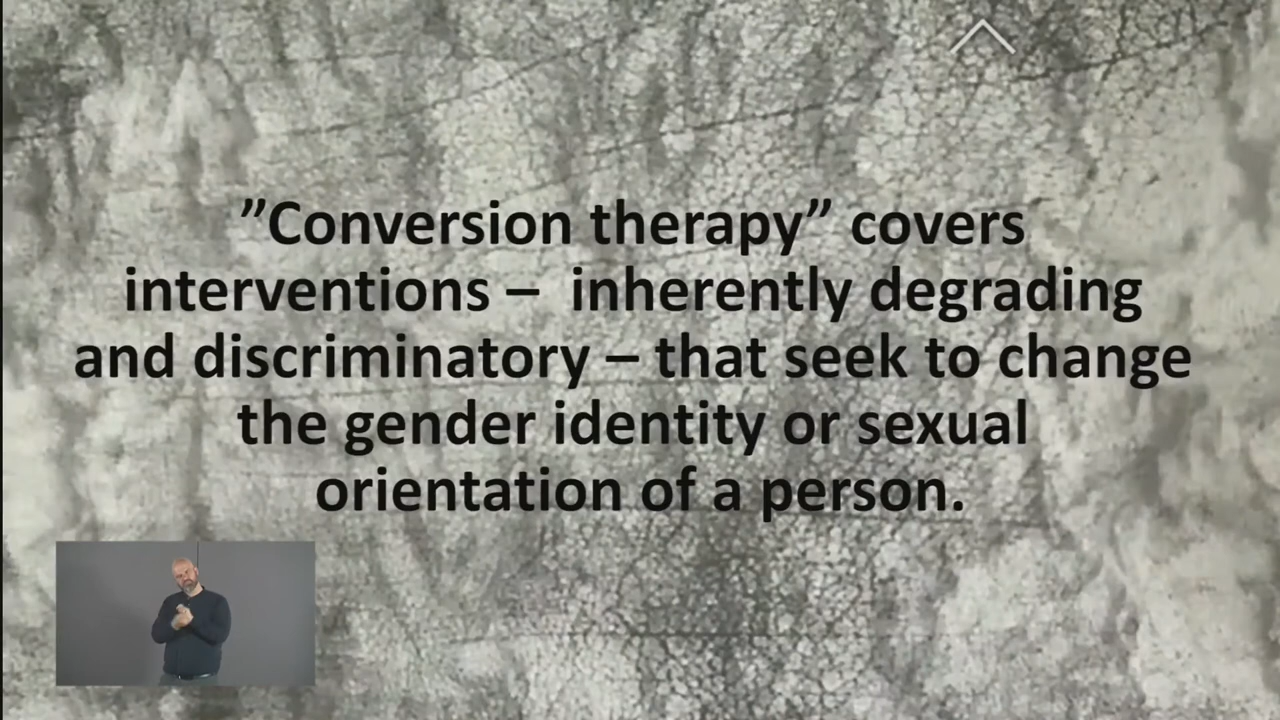 ”Conversion therapy” covers
interventions –  inherently degrading
and discriminatory – that seek to change
the gender identity or sexual
orientation of a person.